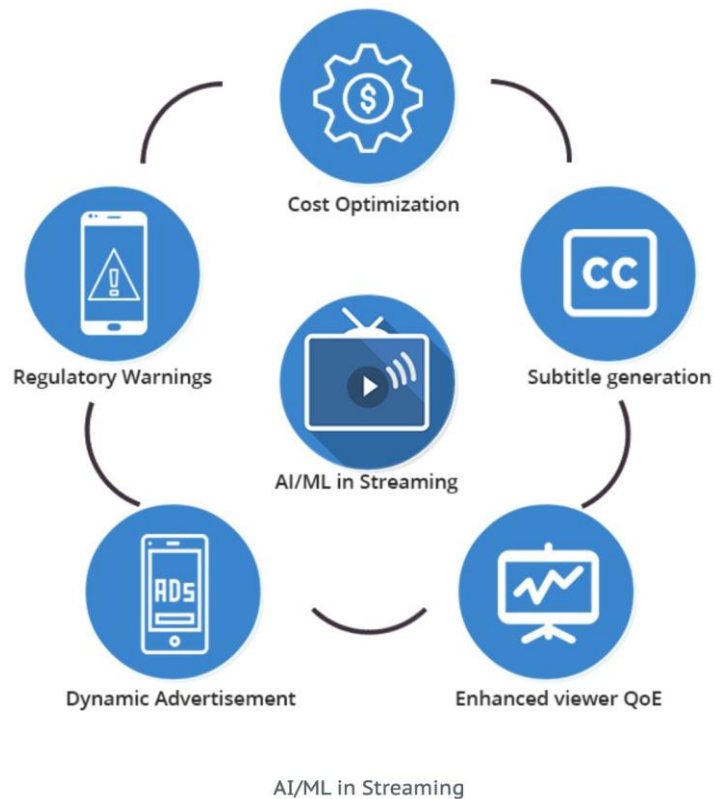 $
Cost Optimization
CC
Subtitle generation
!
Regulatory Warnings
AI/ML in Streaming
ADS
Dynamic Advertisement
Enhanced viewer QoE
AI/ML in Streaming